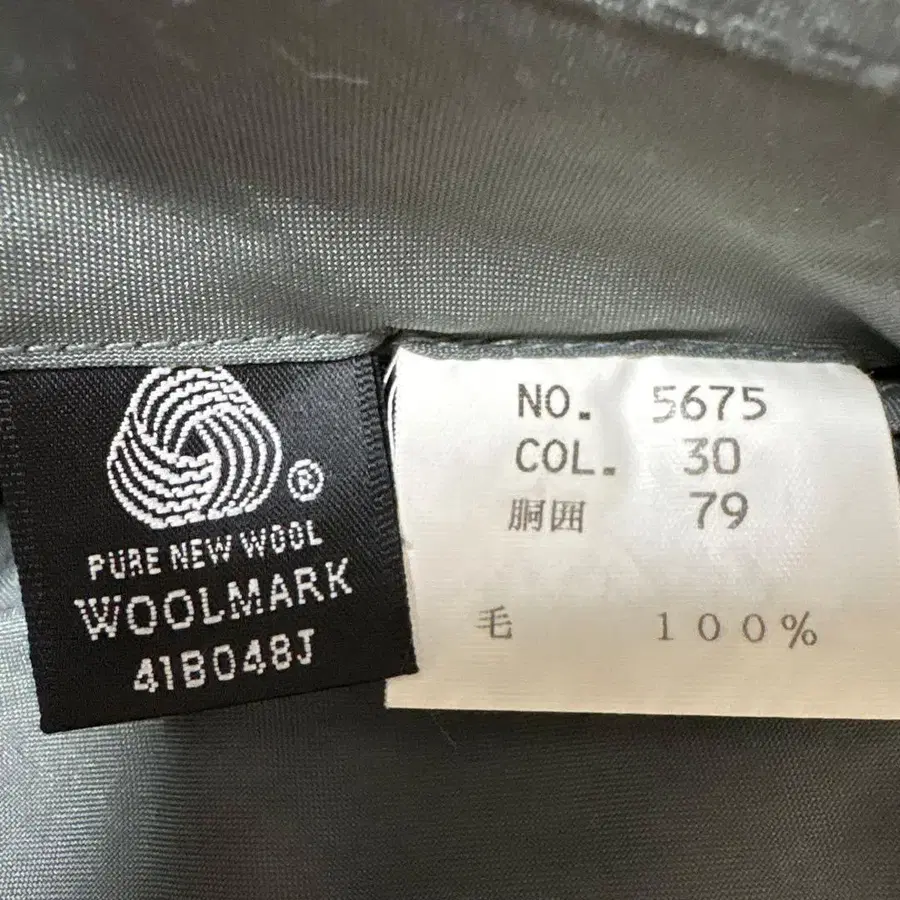 ®
PURE NEW WOOL
WOOLMARK
41B048J
NO. 5675
COL. 30
胴囲 79
毛 100%